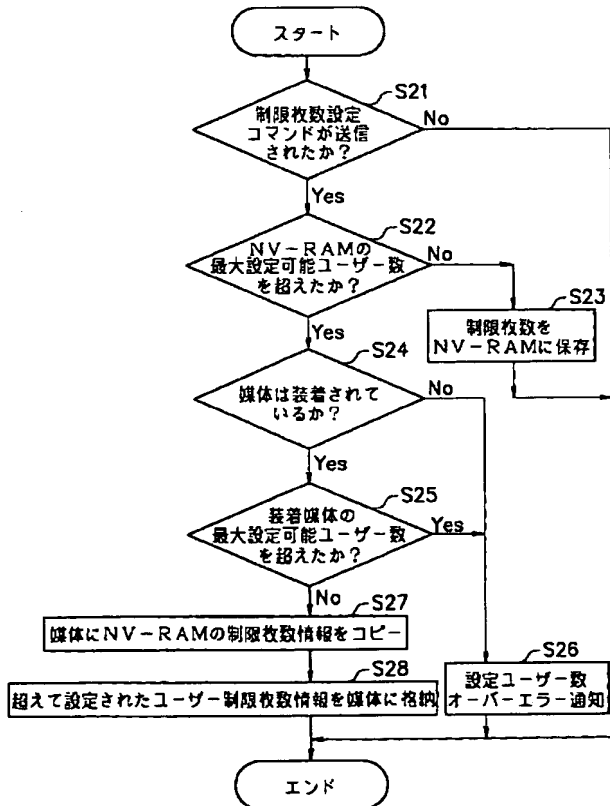 スタート
S21
制限枚数設定
コマンドが送信
されたか?
No
Yes
S22
NV-RAMの
最大設定可能ユーザー数
を超えたか?
No
S23
制限枚数を
NV-RAMに保存
Yes
S24
媒体は装着されて
いるか?
No
Yes
S25
装着媒体の
最大設定可能ユーザー数
を超えたか?
Yes
No
S27
媒体にNV-RAMの制限枚数情報をコピー
S28
超えて設定されたユーザー制限枚数情報を媒体に格納
S26
設定ユーザー数
オーバーエラー通知
エンド